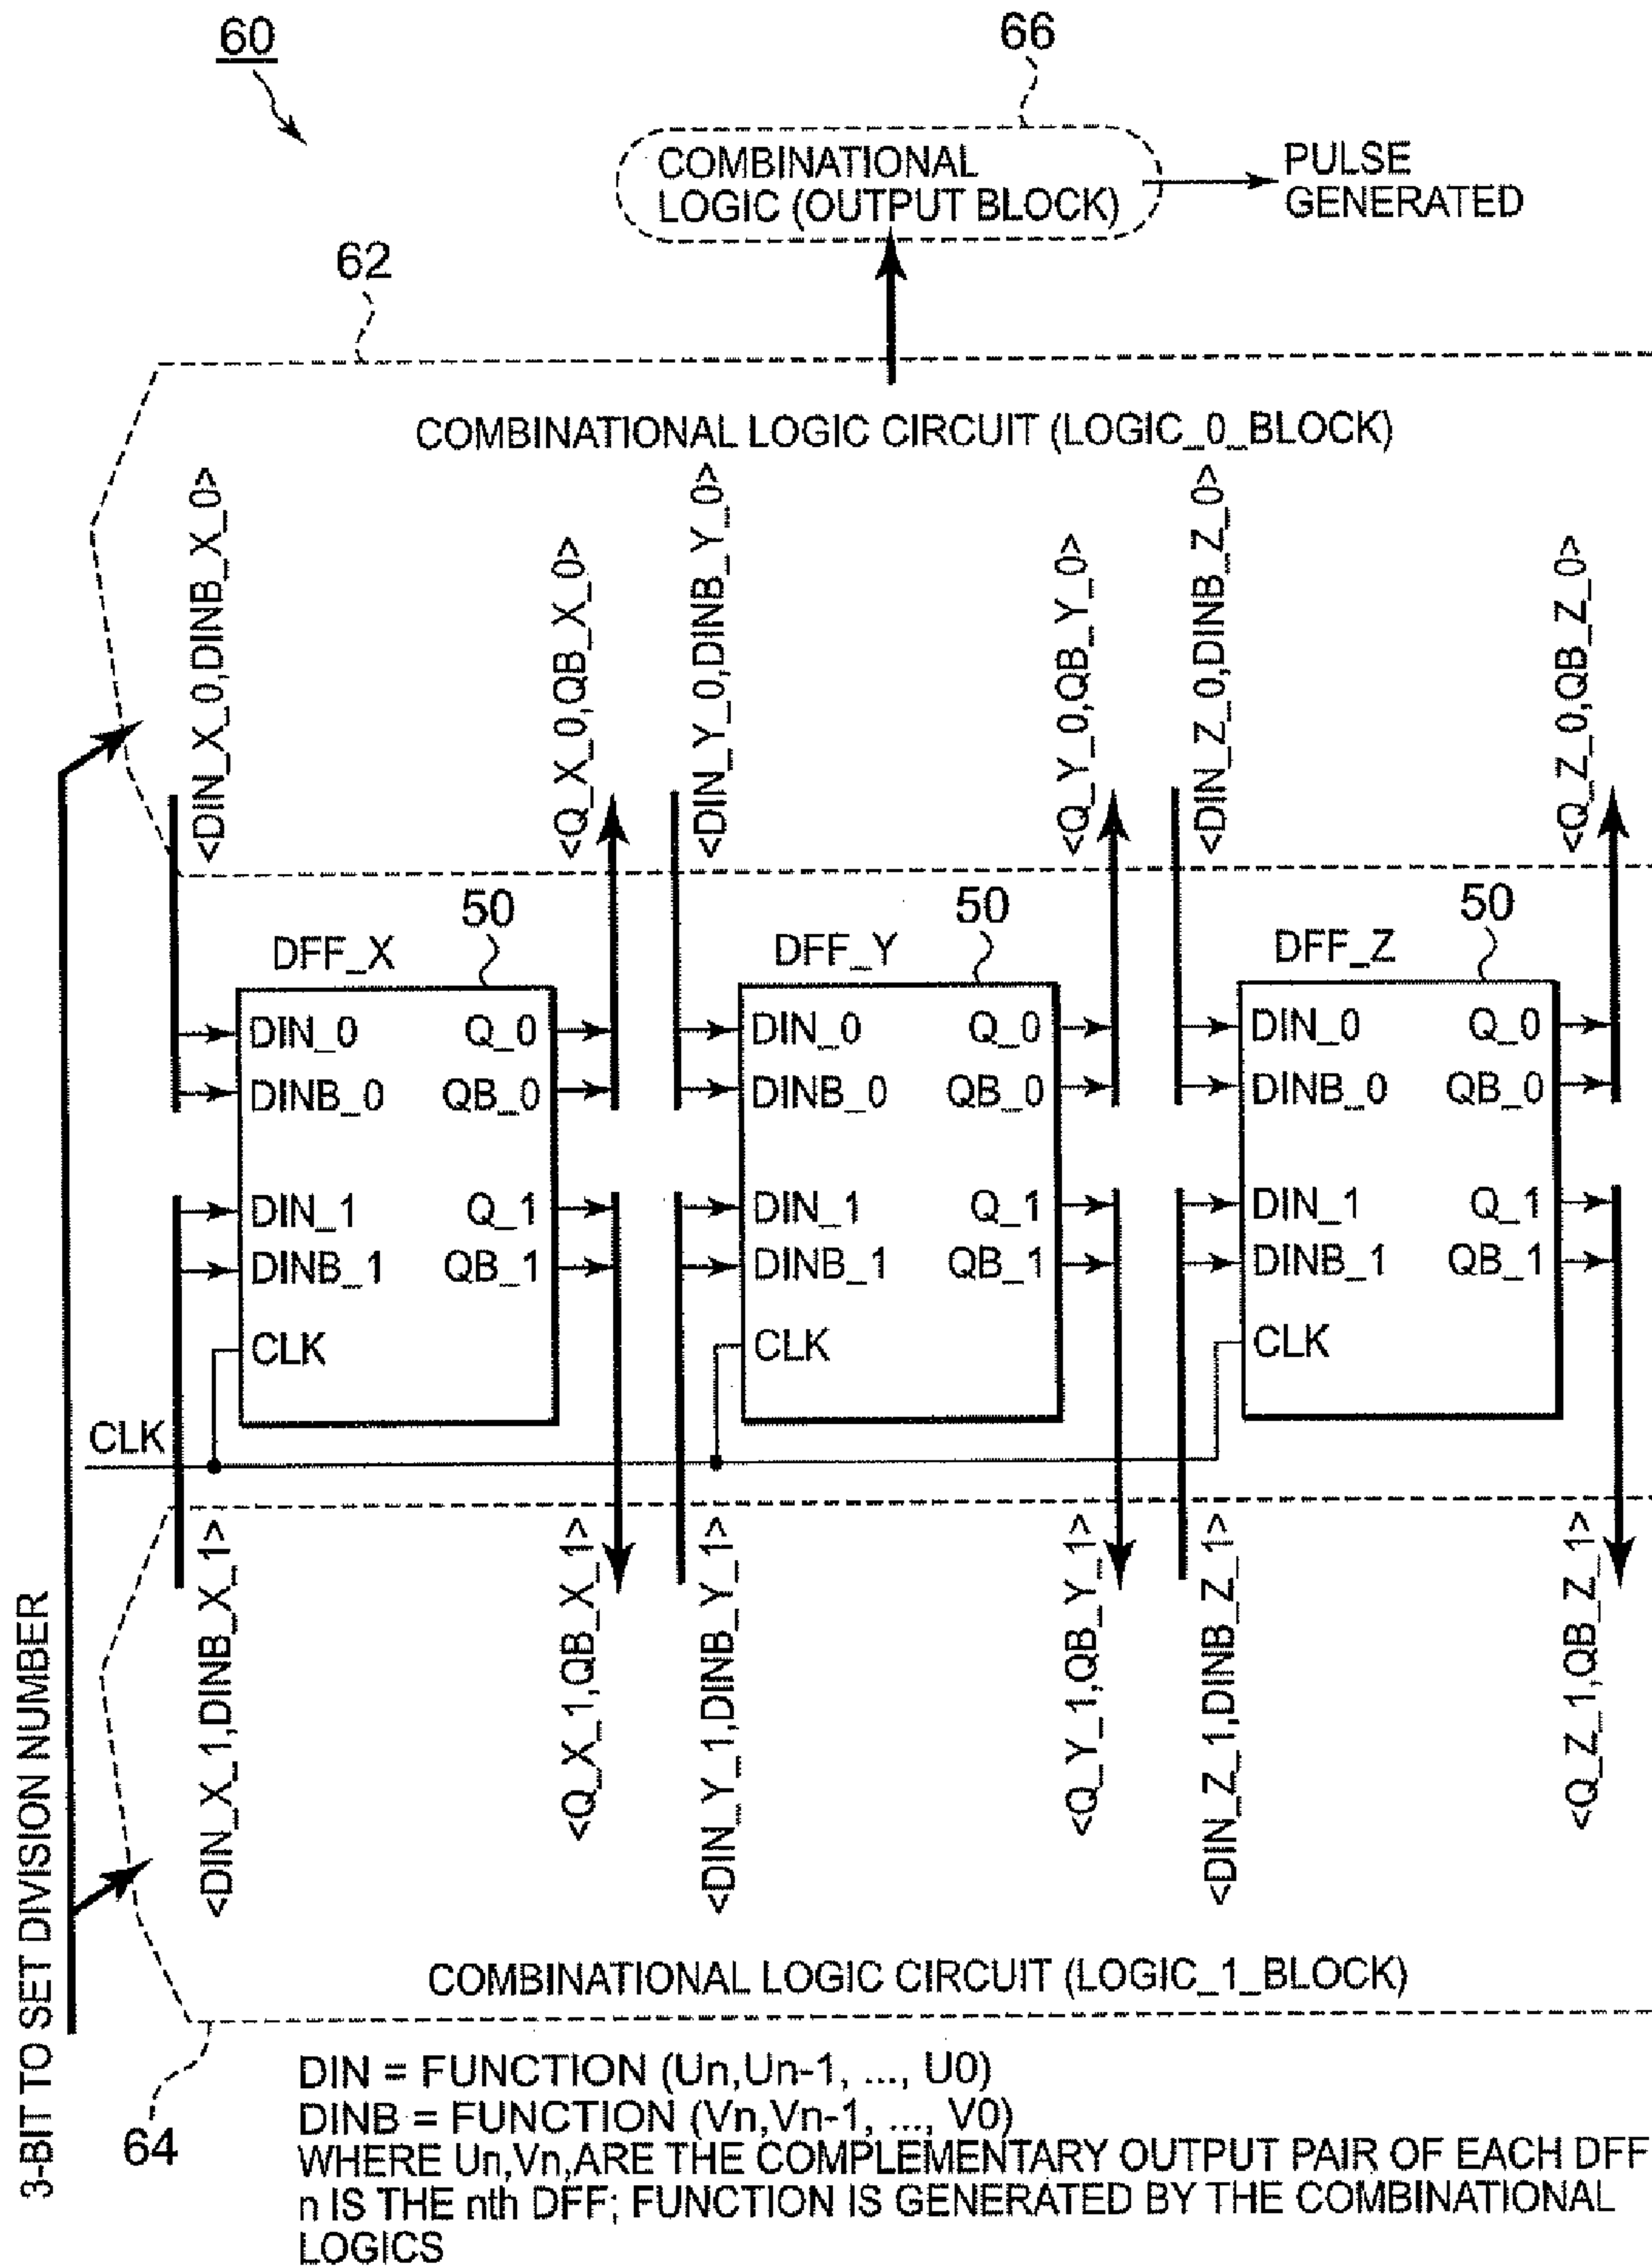 60
66
COMBINATIONAL
LOGIC (OUTPUT BLOCK)
PULSE
GENERATED
62
COMBINATIONAL LOGIC CIRCUIT (LOGIC_0_BLOCK)
<DIN_X_0,DINB_X_0>
<Q_X_0,QB_X_0>
<DIN_Y_0,DINB_Y_0>
<Q_Y_0,QB_Y_0>
<DIN_Z_0,DINB_Z_0>
<Q_Z_0,QB_Z_0>
DFF_X
50
DIN_0
Q_0
DINB_0
QB_0
DIN_1
Q_1
DINB_1
QB_1
CLK
DFF_Y
50
DIN_0
Q_0
DINB_0
QB_0
DIN_1
Q_1
DINB_1
QB_1
CLK
DFF_Z
50
DIN_0
Q_0
DINB_0
QB_0
DIN_1
Q_1
DINB_1
QB_1
CLK
CLK
<DIN_X_1,DINB_X_1>
<Q_X_1,QB_X_1>
<DIN_Y_1,DINB_Y_1>
<Q_Y_1,QB_Y_1>
<DIN_Z_1,DINB_Z_1>
<Q_Z_1,QB_Z_1>
3-BIT TO SET DIVISION NUMBER
COMBINATIONAL LOGIC CIRCUIT (LOGIC_1_BLOCK)
64
DIN = FUNCTION (Un,Un-1, ..., U0)
DINB = FUNCTION (Vn,Vn-1, ..., V0)
WHERE Un,Vn,ARE THE COMPLEMENTARY OUTPUT PAIR OF EACH DFF
n IS THE nth DFF; FUNCTION IS GENERATED BY THE COMBINATIONAL
LOGICS